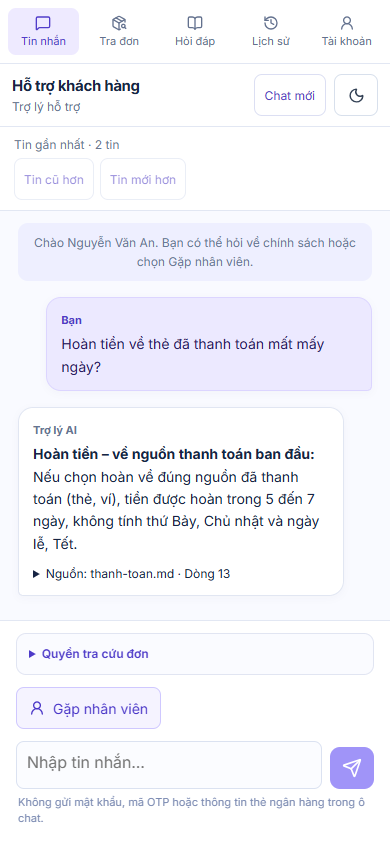 Tin nhắn
Tra đơn
Hỏi đáp
Lịch sử
Tài khoản
Hỗ trợ khách hàng
Trợ lý hỗ trợ
Chat mới
Tin gần nhất · 2 tin
Tin cũ hơn
Tin mới hơn
Chào Nguyễn Văn An. Bạn có thể hỏi về chính sách hoặc
chọn Gặp nhân viên.
Bạn
Hoàn tiền về thẻ đã thanh toán mất mấy
ngày?
Trợ lý AI
Hoàn tiền – về nguồn thanh toán ban đầu:
Nếu chọn hoàn về đúng nguồn đã thanh
toán (thẻ, ví), tiền được hoàn trong 5 đến 7
ngày, không tính thứ Bảy, Chủ nhật và ngày
lễ, Tết.
Nguồn: thanh-toan.md · Dòng 13
Quyền tra cứu đơn
Gặp nhân viên
Nhập tin nhắn...
Không gửi mật khẩu, mã OTP hoặc thông tin thẻ ngân hàng trong ô
chat.